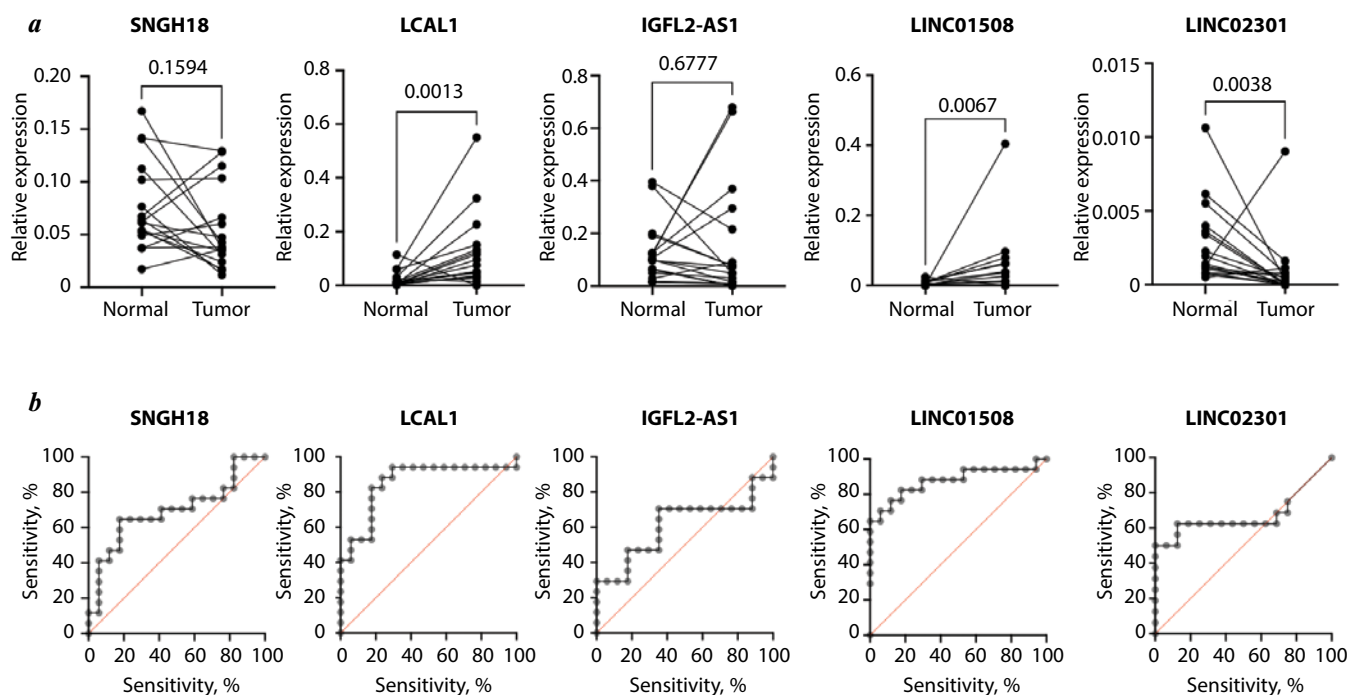 a
SNGH18
LCAL1
IGFL2-AS1
LINC01508
LINC02301
0.20
0.15
0.10
0.05
0
Relative expression
0.1594
Normal Tumor
0.8
0.6
0.4
0.2
0
Relative expression
0.0013
Normal Tumor
0.8
0.6
0.4
0.2
0
Relative expression
0.6777
Normal Tumor
0.6
0.4
0.2
0
Relative expression
0.0067
Normal Tumor
0.015
0.010
0.005
0
Relative expression
0.0038
Normal Tumor
b
SNGH18
LCAL1
IGFL2-AS1
LINC01508
LINC02301
100
80
60
40
20
0
Sensitivity, %
0 20 40 60 80 100
Sensitivity, %
100
80
60
40
20
0
Sensitivity, %
0 20 40 60 80 100
Sensitivity, %
100
80
60
40
20
0
Sensitivity, %
0 20 40 60 80 100
Sensitivity, %
100
80
60
40
20
0
Sensitivity, %
0 20 40 60 80 100
Sensitivity, %
100
80
60
40
20
0
Sensitivity, %
0 20 40 60 80 100
Sensitivity, %